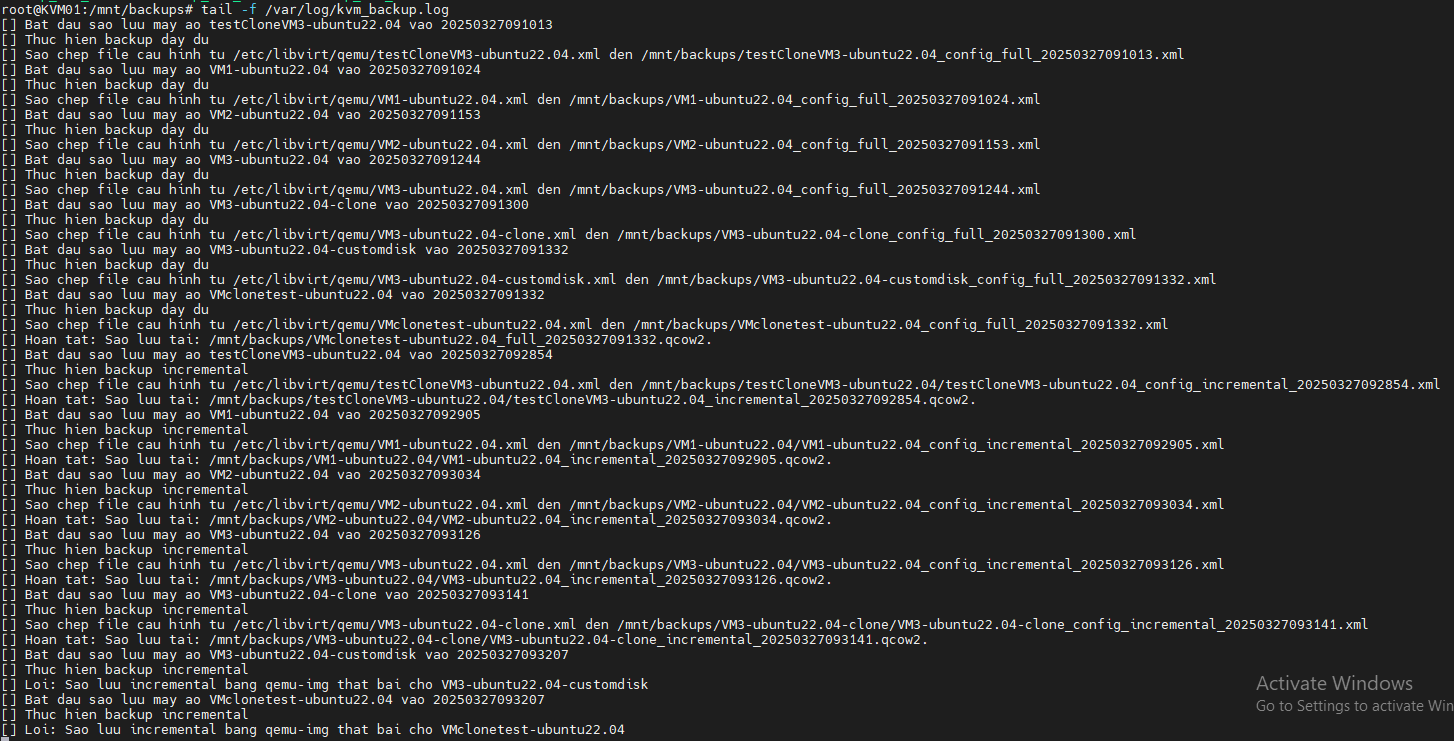 root@KVM01:/mnt/backups# tail -f /var/log/kvm_backup.log
[] Bat dau sao luu may ao testCloneVM3-ubuntu22.04 vao 20250327091013
[] Thuc hien backup day du
[] Sao chep file cau hinh tu /etc/libvirt/qemu/testCloneVM3-ubuntu22.04.xml den /mnt/backups/testCloneVM3-ubuntu22.04_config_full_20250327091013.xml
[] Bat dau sao luu may ao VM1-ubuntu22.04 vao 20250327091024
[] Thuc hien backup day du
[] Sao chep file cau hinh tu /etc/libvirt/qemu/VM1-ubuntu22.04.xml den /mnt/backups/VM1-ubuntu22.04_config_full_20250327091024.xml
[] Bat dau sao luu may ao VM2-ubuntu22.04 vao 20250327091153
[] Thuc hien backup day du
[] Sao chep file cau hinh tu /etc/libvirt/qemu/VM2-ubuntu22.04.xml den /mnt/backups/VM2-ubuntu22.04_config_full_20250327091153.xml
[] Bat dau sao luu may ao VM3-ubuntu22.04 vao 20250327091244
[] Thuc hien backup day du
[] Sao chep file cau hinh tu /etc/libvirt/qemu/VM3-ubuntu22.04.xml den /mnt/backups/VM3-ubuntu22.04_config_full_20250327091244.xml
[] Bat dau sao luu may ao VM3-ubuntu22.04-clone vao 20250327091300
[] Thuc hien backup day du
[] Sao chep file cau hinh tu /etc/libvirt/qemu/VM3-ubuntu22.04-clone.xml den /mnt/backups/VM3-ubuntu22.04-clone_config_full_20250327091300.xml
[] Bat dau sao luu may ao VM3-ubuntu22.04-customdisk vao 20250327091332
[] Thuc hien backup day du
[] Sao chep file cau hinh tu /etc/libvirt/qemu/VM3-ubuntu22.04-customdisk.xml den /mnt/backups/VM3-ubuntu22.04-customdisk_config_full_20250327091332.xml
[] Bat dau sao luu may ao VMclonetest-ubuntu22.04 vao 20250327091332
[] Thuc hien backup day du
[] Sao chep file cau hinh tu /etc/libvirt/qemu/VMclonetest-ubuntu22.04.xml den /mnt/backups/VMclonetest-ubuntu22.04_config_full_20250327091332.xml
[] Hoan tat: Sao luu tai: /mnt/backups/VMclonetest-ubuntu22.04_full_20250327091332.qcow2.
[] Bat dau sao luu may ao testCloneVM3-ubuntu22.04 vao 20250327092854
[] Thuc hien backup incremental
[] Sao chep file cau hinh tu /etc/libvirt/qemu/testCloneVM3-ubuntu22.04.xml den /mnt/backups/testCloneVM3-ubuntu22.04/testCloneVM3-ubuntu22.04_config_incremental_20250327092854.xml
[] Hoan tat: Sao luu tai: /mnt/backups/testCloneVM3-ubuntu22.04/testCloneVM3-ubuntu22.04_incremental_20250327092854.qcow2.
[] Bat dau sao luu may ao VM1-ubuntu22.04 vao 20250327092905
[] Thuc hien backup incremental
[] Sao chep file cau hinh tu /etc/libvirt/qemu/VM1-ubuntu22.04.xml den /mnt/backups/VM1-ubuntu22.04/VM1-ubuntu22.04_config_incremental_20250327092905.xml
[] Hoan tat: Sao luu tai: /mnt/backups/VM1-ubuntu22.04/VM1-ubuntu22.04_incremental_20250327092905.qcow2.
[] Bat dau sao luu may ao VM2-ubuntu22.04 vao 20250327093034
[] Thuc hien backup incremental
[] Sao chep file cau hinh tu /etc/libvirt/qemu/VM2-ubuntu22.04.xml den /mnt/backups/VM2-ubuntu22.04/VM2-ubuntu22.04_config_incremental_20250327093034.xml
[] Hoan tat: Sao luu tai: /mnt/backups/VM2-ubuntu22.04/VM2-ubuntu22.04_incremental_20250327093034.qcow2.
[] Bat dau sao luu may ao VM3-ubuntu22.04 vao 20250327093126
[] Thuc hien backup incremental
[] Sao chep file cau hinh tu /etc/libvirt/qemu/VM3-ubuntu22.04.xml den /mnt/backups/VM3-ubuntu22.04/VM3-ubuntu22.04_config_incremental_20250327093126.xml
[] Hoan tat: Sao luu tai: /mnt/backups/VM3-ubuntu22.04/VM3-ubuntu22.04_incremental_20250327093126.qcow2.
[] Bat dau sao luu may ao VM3-ubuntu22.04-clone vao 20250327093141
[] Thuc hien backup incremental
[] Sao chep file cau hinh tu /etc/libvirt/qemu/VM3-ubuntu22.04-clone.xml den /mnt/backups/VM3-ubuntu22.04-clone/VM3-ubuntu22.04-clone_config_incremental_20250327093141.xml
[] Hoan tat: Sao luu tai: /mnt/backups/VM3-ubuntu22.04-clone/VM3-ubuntu22.04-clone_incremental_20250327093141.qcow2.
[] Bat dau sao luu may ao VM3-ubuntu22.04-customdisk vao 20250327093207
[] Thuc hien backup incremental
[] Loi: Sao luu incremental bang qemu-img that bai cho VM3-ubuntu22.04-customdisk
[] Bat dau sao luu may ao VMclonetest-ubuntu22.04 vao 20250327093207
[] Thuc hien backup incremental
[] Loi: Sao luu incremental bang qemu-img that bai cho VMclonetest-ubuntu22.04
Activate Windows
Go to Settings to activate Win